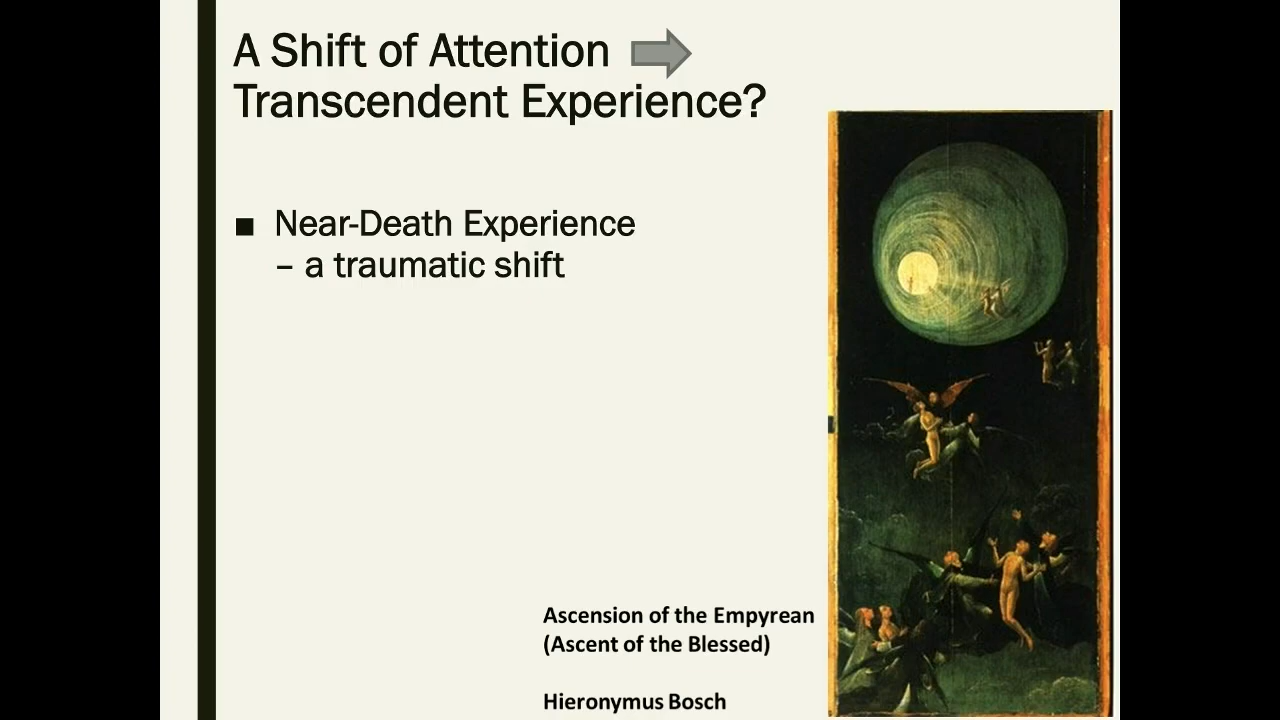 A Shift of Attention
Transcendent Experience?
■ Near-Death Experience
– a traumatic shift
Ascension of the Empyrean
(Ascent of the Blessed)
Hieronymus Bosch